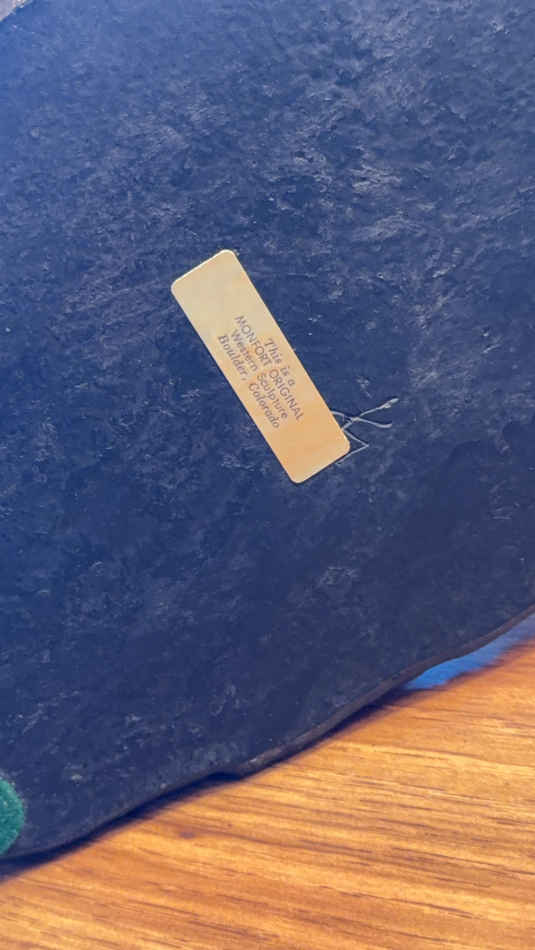 This is a
MONFORT ORIGINAL
Western Sculpture
Boulder, Colorado